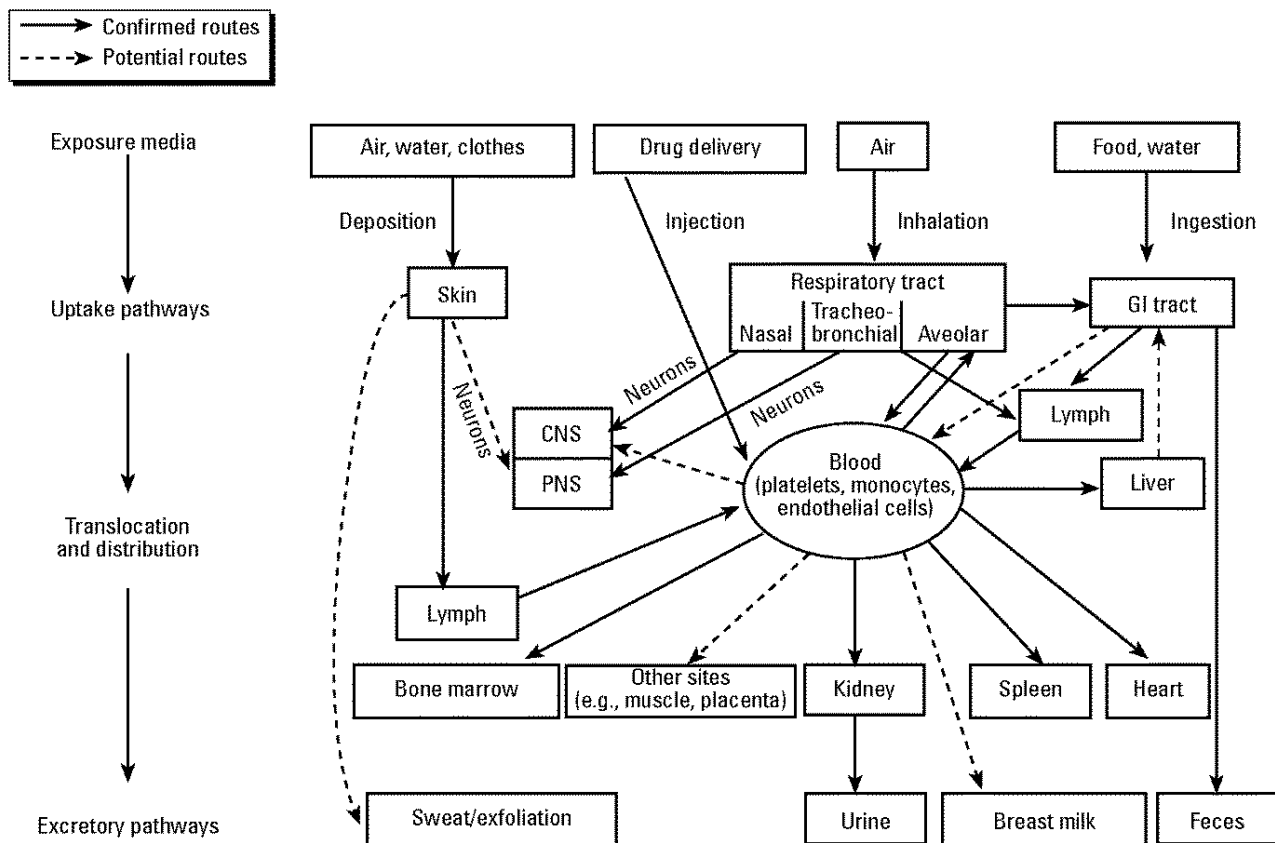 Confirmed routes
Potential routes
Exposure media
Air, water, clothes
Drug delivery
Air
Food, water
Deposition
Injection
Inhalation
Ingestion
Uptake pathways
Skin
Respiratory tract
Nasal
Tracheo-
bronchial
Aveolar
GI tract
Neurons
Neurons
Neurons
CNS
PNS
Lymph
Blood
(platelets, monocytes,
endothelial cells)
Liver
Translocation
and distribution
Lymph
Bone marrow
Other sites
(e.g., muscle, placenta)
Kidney
Spleen
Heart
Excretory pathways
Sweat/exfoliation
Urine
Breast milk
Feces